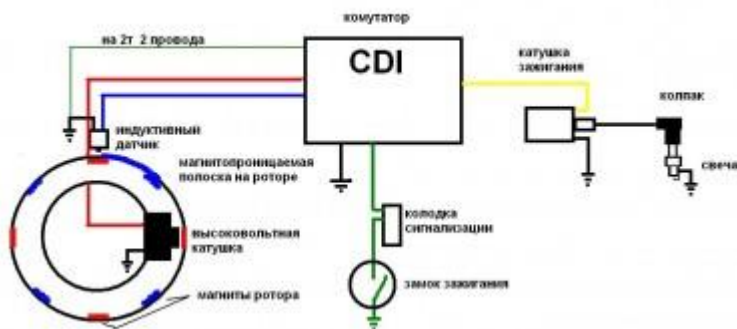 комутатор
на 2т 2 провода
CDI
катушка
зажигания
колпак
индуктивный
датчик
магнитопроницаемая
полоска на роторе
свеча
колодка
сигнализации
высоковольтная
катушка
замок зажигания
магниты ротора